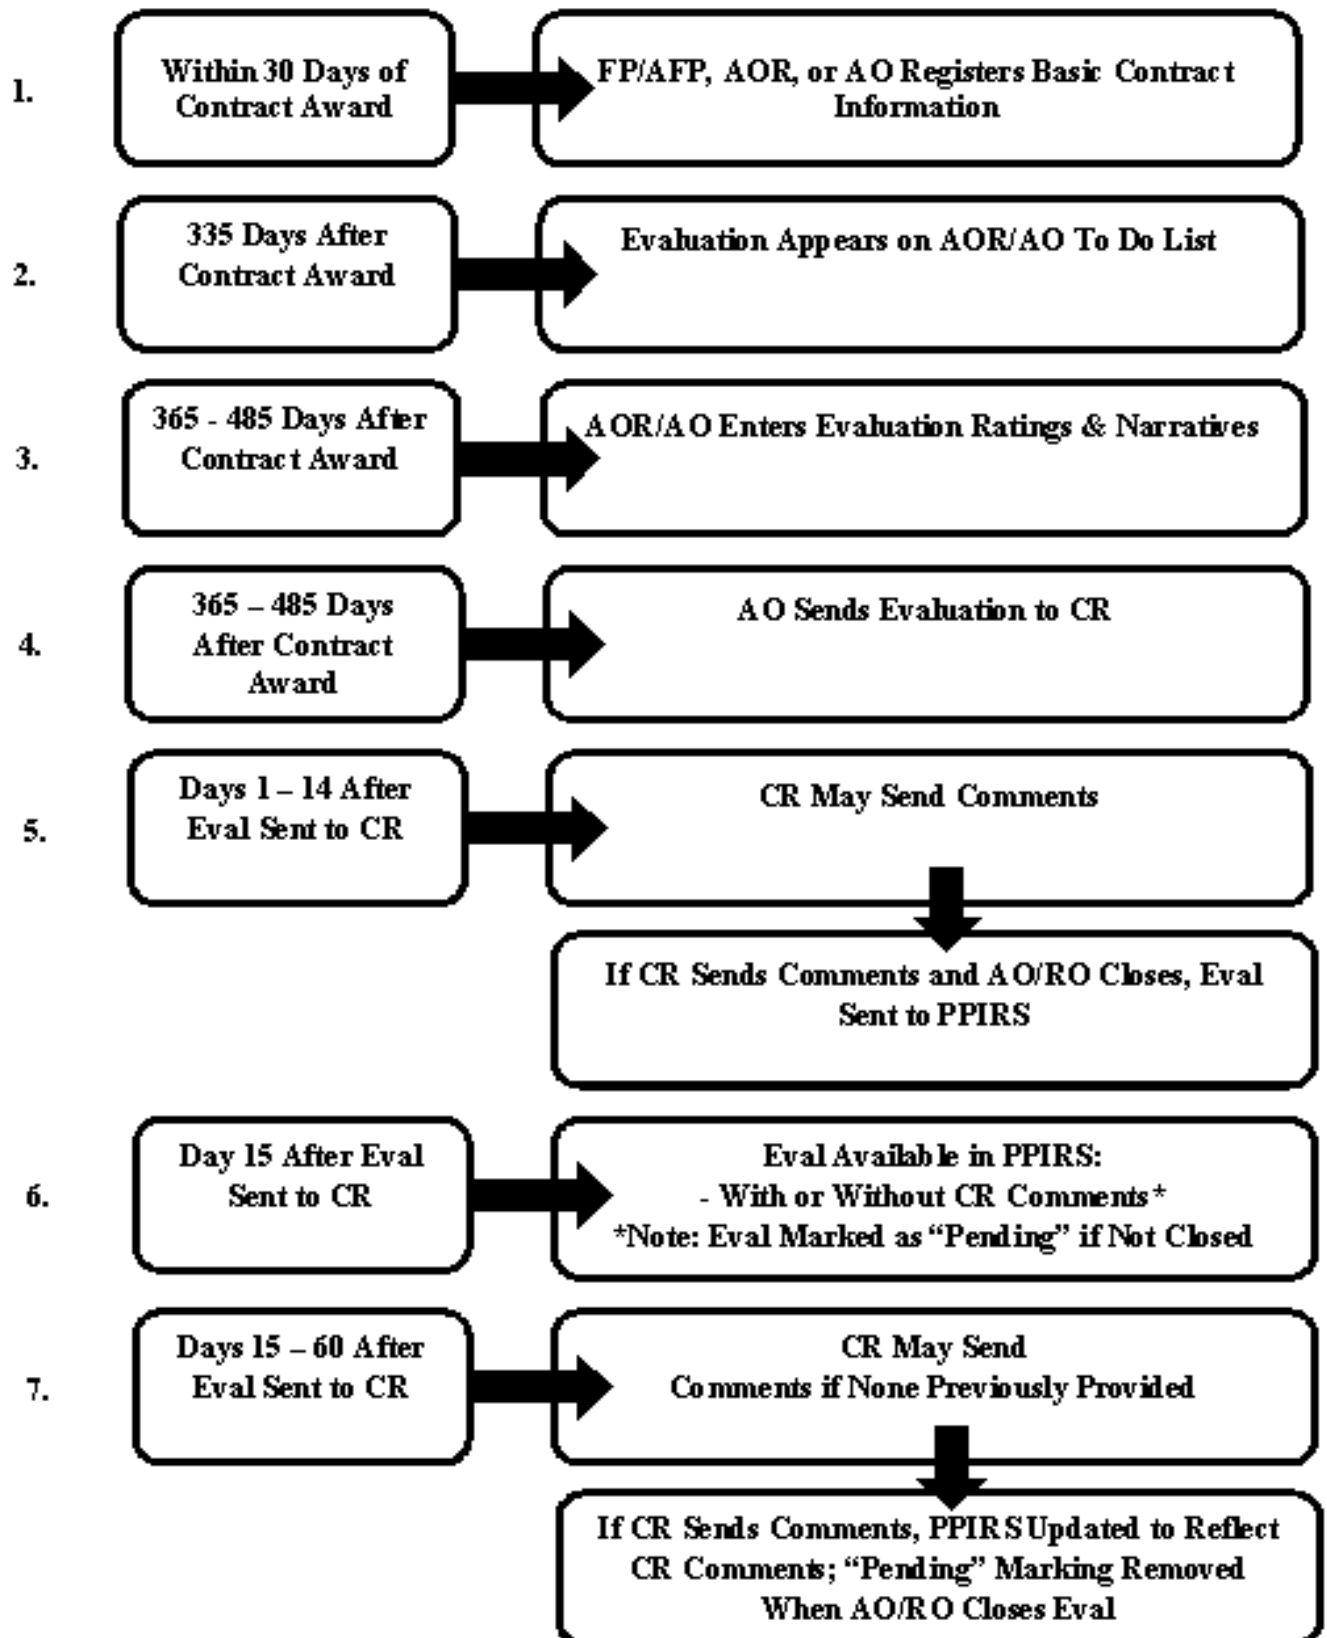 1.
Within 30 Days of
Contract Award
FP/AFP, AOR, or AO Registers Basic Contract
Information
2.
335 Days After
Contract Award
Evaluation Appears on AOR/AO To Do List
3.
365 - 485 Days After
Contract Award
AOR/AO Enters Evaluation Ratings & Narratives
4.
365 – 485 Days
After Contract
Award
AO Sends Evaluation to CR
5.
Days 1 – 14 After
Eval Sent to CR
CR May Send Comments
If CR Sends Comments and AO/RO Closes, Eval
Sent to PPIRS
6.
Day 15 After Eval
Sent to CR
Eval Available in PPIRS:
- With or Without CR Comments*
*Note: Eval Marked as “Pending” if Not Closed
7.
Days 15 – 60 After
Eval Sent to CR
CR May Send
Comments if None Previously Provided
If CR Sends Comments, PPIRS Updated to Reflect
CR Comments; “Pending” Marking Removed
When AO/RO Closes Eval